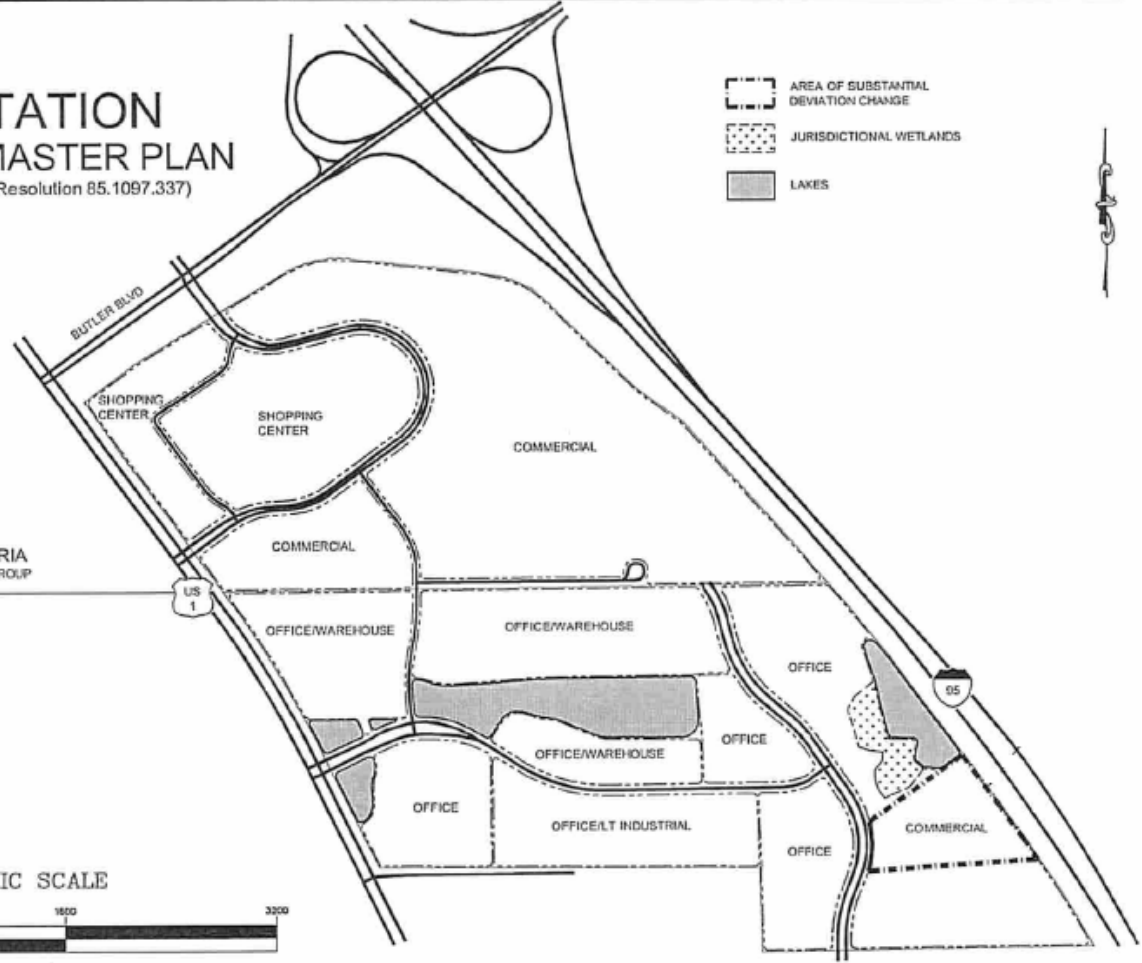 TATION
MASTER PLAN
Resolution 85.1097.337)
AREA OF SUBSTANTIAL
DEVIATION CHANGE
JURISDICTIONAL WETLANDS
LAKES
BUTLER BLVD
SHOPPING
CENTER
SHOPPING
CENTER
COMMERCIAL
COMMERCIAL
RIA
ROUP
US
1
OFFICE/WAREHOUSE
OFFICE/WAREHOUSE
OFFICE
95
OFFICE/WAREHOUSE
OFFICE
OFFICE
OFFICE/LT INDUSTRIAL
OFFICE
COMMERCIAL
IC SCALE
1600
3200